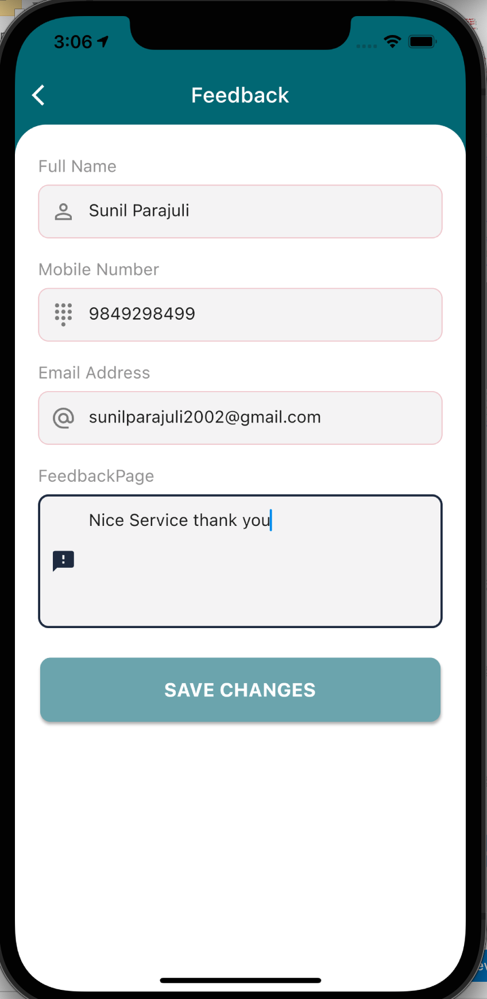 3:06
Feedback
Full Name
Sunil Parajuli
Mobile Number
9849298499
Email Address
sunilparajuli2002@gmail.com
FeedbackPage
Nice Service thank you
SAVE CHANGES